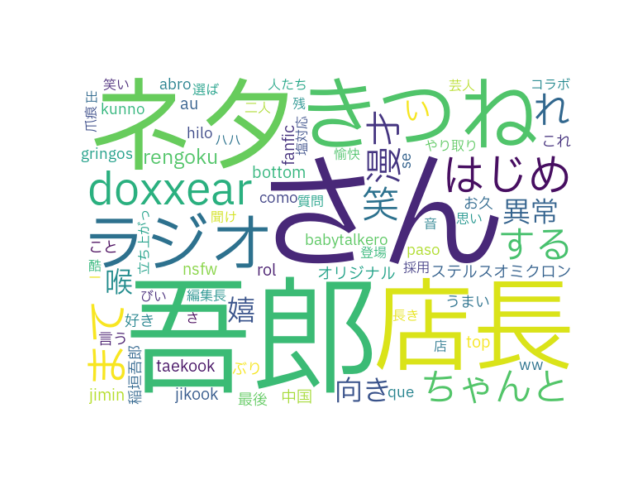 笑い
abro
選ば
人たち
芸人
コラボ
爪痕
kunno
au
二人
残
ネタ
きつね
い
れ
hilo
ハハ
fanfic
塩対応
漫才
やり取り
これ
gringos
rengoku
愉快
se
bottom
はじめ
doxxear
como
質問
笑
お久
異常
さん
ラジオ
聞け
babytalkero
音
思い
する
こと
立ち上がっ
登場
paso
酷
喉
nsfw
rol
オリジナル
採用
ステルスオミクロン
まて
びい
編集長
嬉
吾郎
店長
うまい
好き
さ
長き
言う
稲垣吾郎
店
top
taekook
ぶり
ww
jimin
jikook
最後
中国
向き
que
ちゃんと